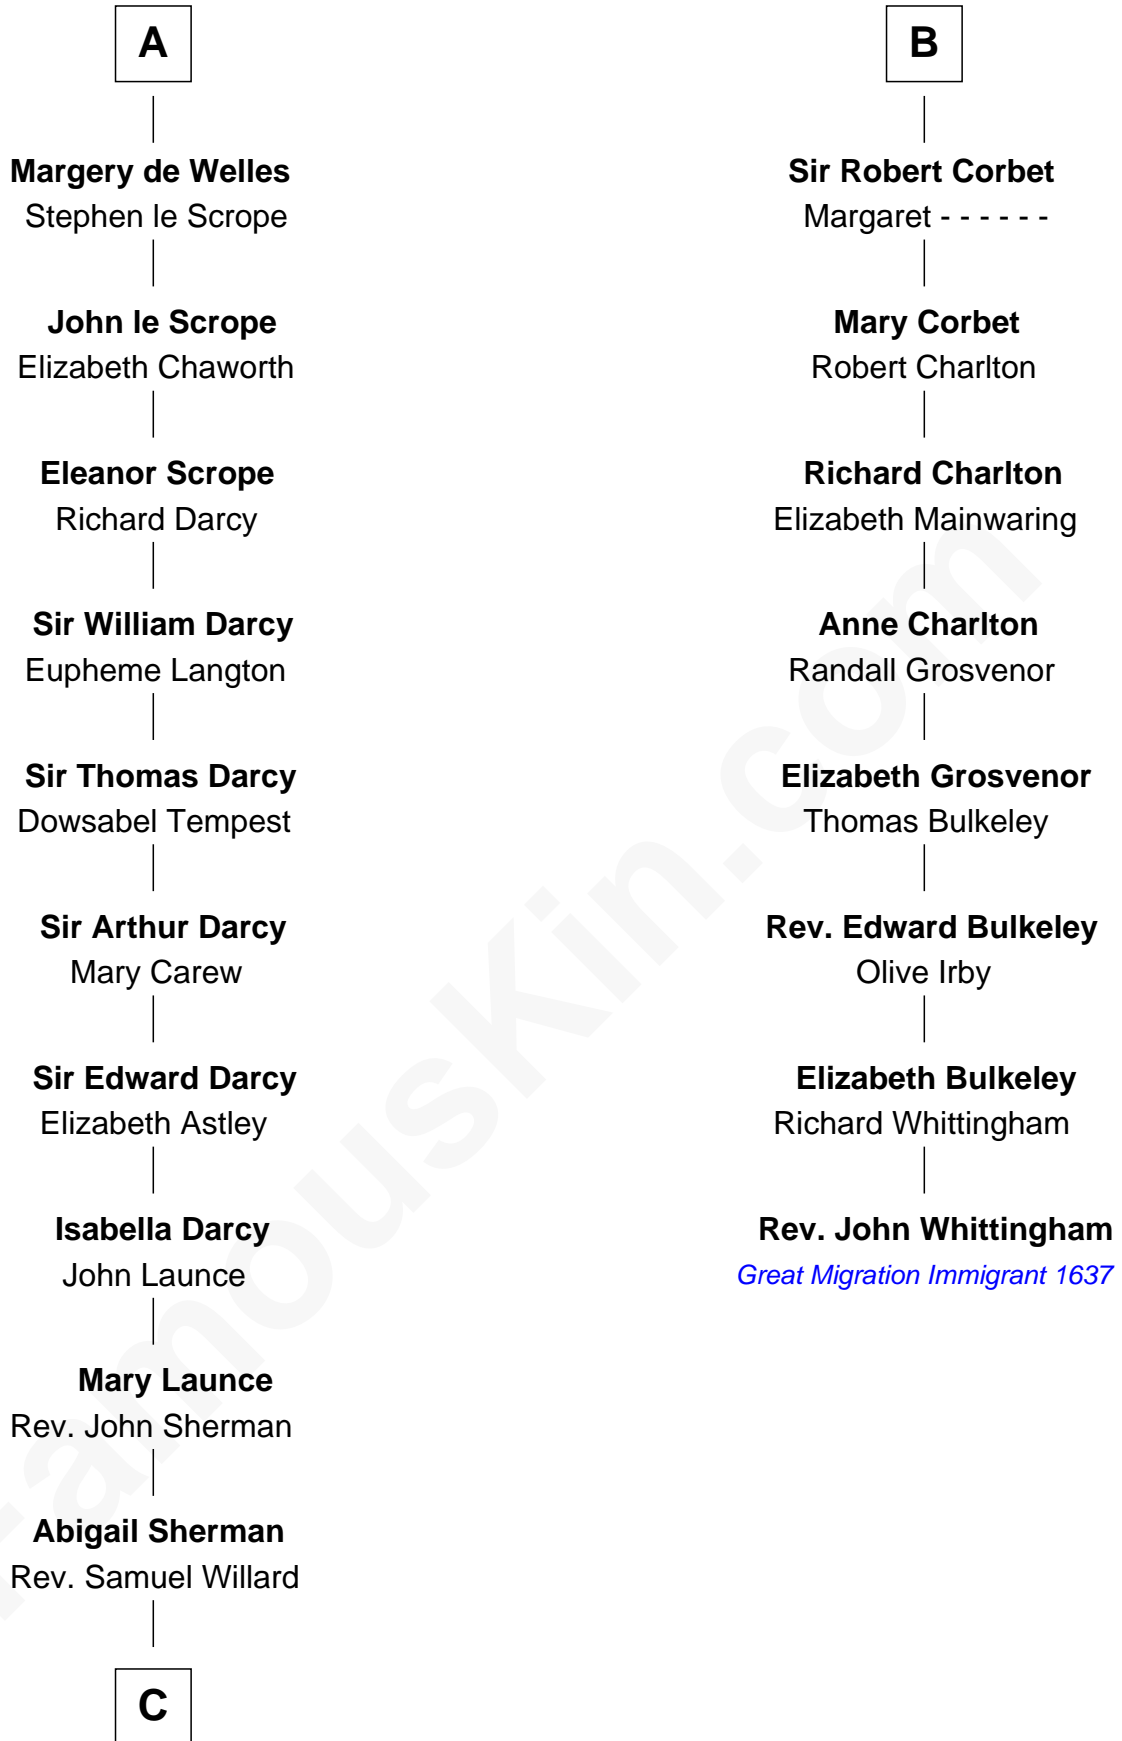 A
Margery de Welles
Stephen le Scrope
John le Scrope
Elizabeth Chaworth
Eleanor Scrope
Richard Darcy
Sir William Darcy
Eupheme Langton
Sir Thomas Darcy
Dowsabel Tempest
Sir Arthur Darcy
Mary Carew
Sir Edward Darcy
Elizabeth Astley
Isabella Darcy
John Launce
Mary Launce
Rev. John Sherman
Abigail Sherman
Rev. Samuel Willard
C
B
Sir Robert Corbet
Margaret - - - - - -
Mary Corbet
Robert Charlton
Richard Charlton
Elizabeth Mainwaring
Anne Charlton
Randall Grosvenor
Elizabeth Grosvenor
Thomas Bulkeley
Rev. Edward Bulkeley
Olive Irby
Elizabeth Bulkeley
Richard Whittingham
Rev. John Whittingham
Great Migration Immigrant 1637
FamousKin.com